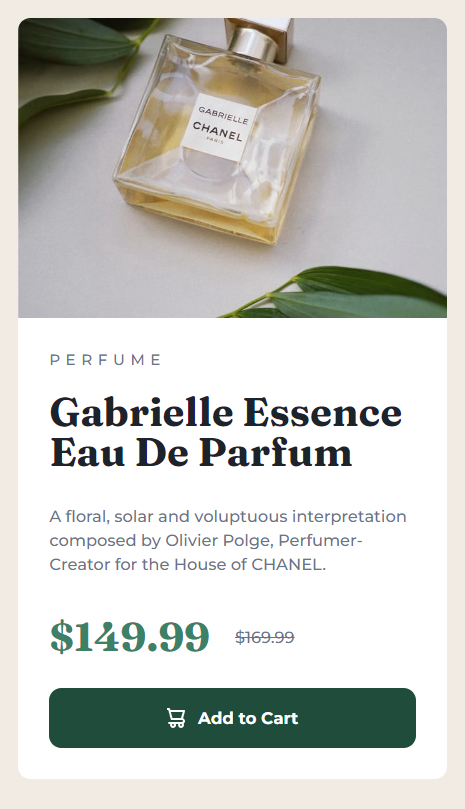 GABRIELLE
CHANEL
PARIS
PERFUME
Gabrielle Essence
Eau De Parfum
A floral, solar and voluptuous interpretation
composed by Olivier Polge, Perfumer-
Creator for the House of CHANEL.
$149.99 $169.99
Add to Cart